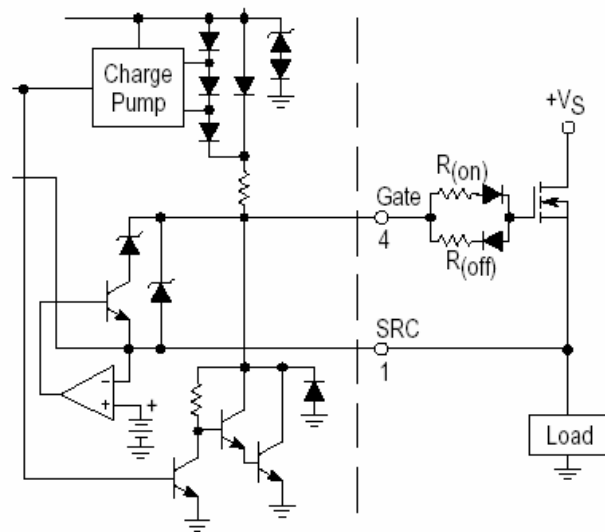 Charge
Pump
+VS
R(on)
Gate
4
R(off)
SRC
1
-
+
+
Load